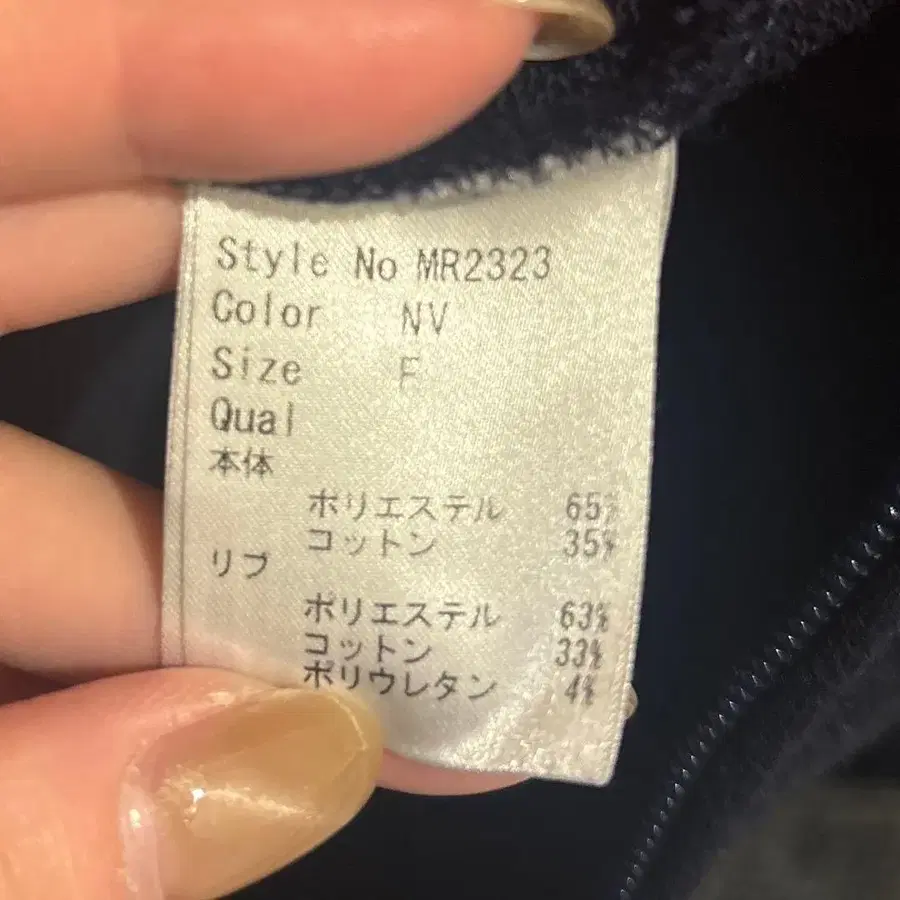 Style No MR2323
Color NV
Size F
Qual
本体
ポリエステル 65%
コットン 35%
リブ
ポリエステル 63%
コットン 33%
ポリウレタン 4%